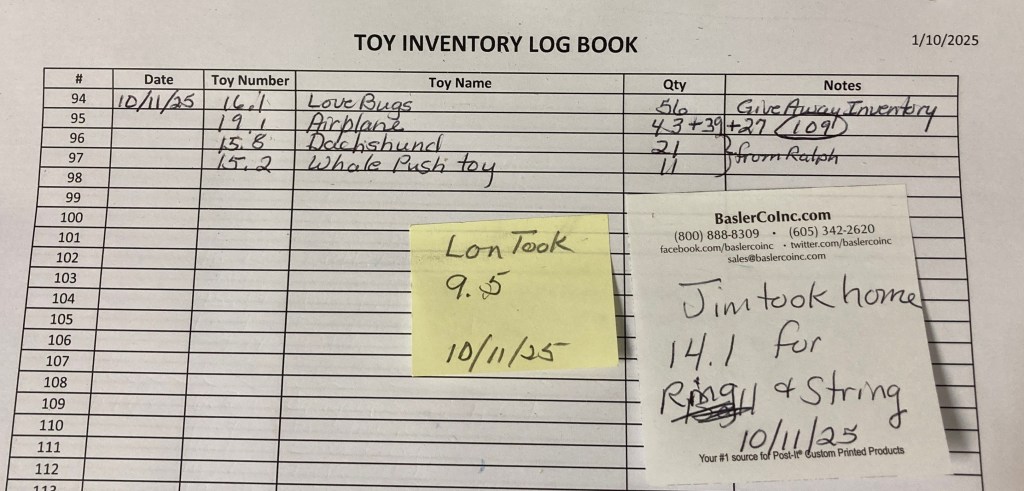 TOY INVENTORY LOG BOOK
1/10/2025
# Date Toy Number Toy Name Qty Notes
94 10/11/25 16.1 Love Bugs 56 Give Away Inventory
95 19.1 Airplane 43+39+27 109
96 15.8 Dachshund 21 } from Ralph
97 15.2 Whale Push toy 11
98
99
100
101
102
103
104
105
106
107
108
109
110
111
112
113
Lon Took
9.5
10/11/25
BaslerCoInc.com
(800) 888-8309 • (605) 342-2620
facebook.com/baslercoinc • twitter.com/baslercoinc
sales@baslercoinc.com
Jim took home
14.1 for
Ring & String
10/11/25
Your #1 source for Post-it® Custom Printed Products